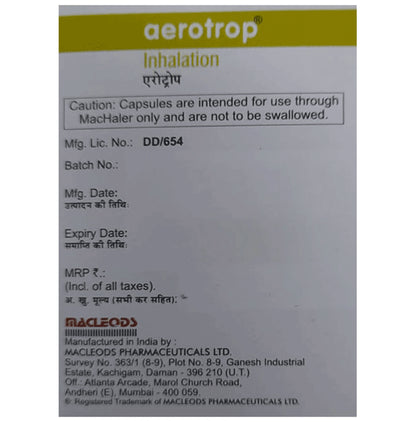 aerotrop®
Inhalation
एरोट्रोप
Caution: Capsules are intended for use through
MacHaler only and are not to be swallowed.
Mfg. Lic. No.: DD/654
Batch No.:
Mfg. Date:
उत्पादन की तिथि:
Expiry Date:
समाप्ति की तिथि:
MRP ₹.:
(Incl. of all taxes).
अ. खु. मूल्य (सभी कर सहित):
MACLEODS
Manufactured in India by :
MACLEODS PHARMACEUTICALS LTD.
Survey No. 363/1 (8-9), Plot No. 8-9, Ganesh Industrial
Estate, Kachigam, Daman - 396 210 (U.T.)
Off.: Atlanta Arcade, Marol Church Road,
Andheri (E), Mumbai - 400 059.
®: Registered Trademark of MACLEODS PHARMACEUTICALS LTD.